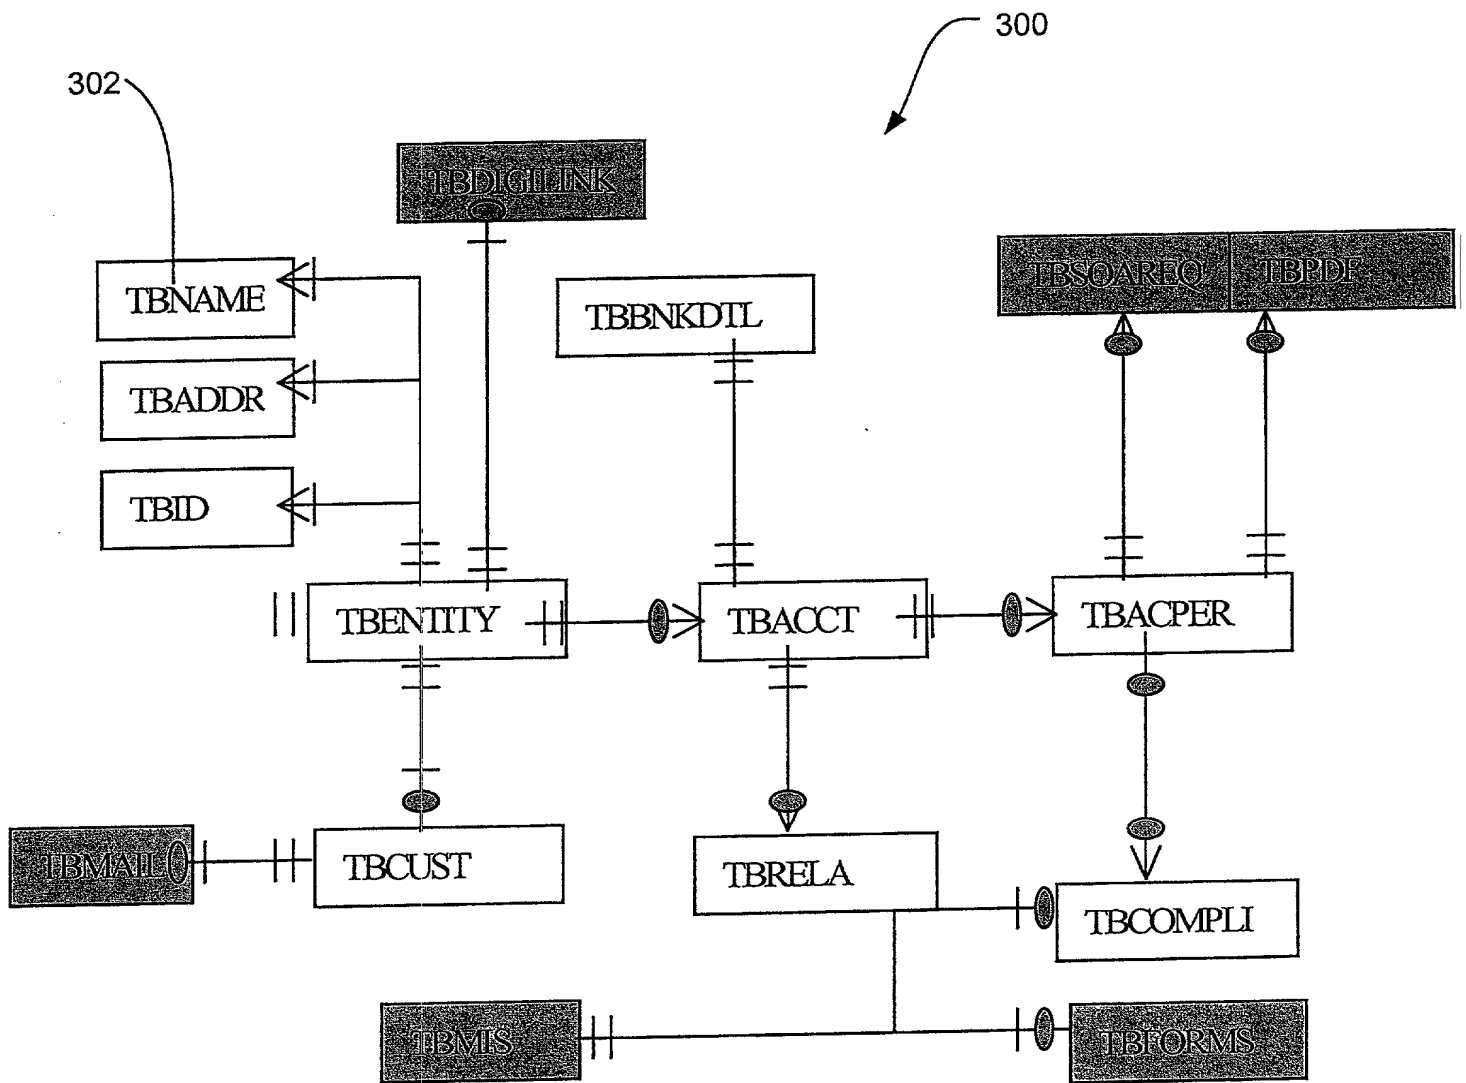 300
302
TBDIGILINK
TBSOAREQ TBPDF
TBNAME
TBBNKDTL
TBADDR
TBID
TBENTITY
TBACCT
TBACPER
TBMAIL
TBCUST
TBRELA
TBCOMPLI
TBMIS
TBFORMS